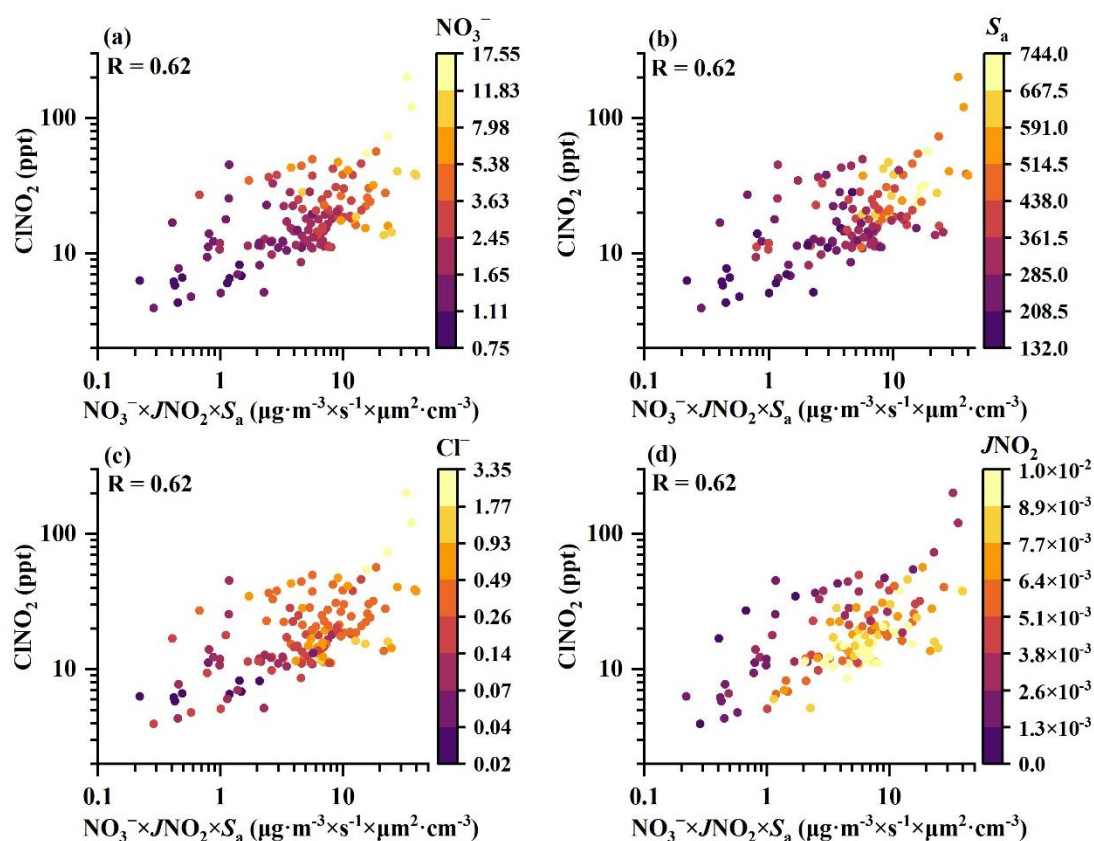 (a)
R = 0.62
NO₃⁻
17.55
11.83
7.98
5.38
3.63
2.45
1.65
1.11
0.75
ClNO₂ (ppt)
100
10
0.1 1 10
NO₃⁻×JNO₂×Sₐ (μg·m⁻³×s⁻¹×μm²·cm⁻³)
(b)
R = 0.62
Sₐ
744.0
667.5
591.0
514.5
438.0
361.5
285.0
208.5
132.0
ClNO₂ (ppt)
100
10
0.1 1 10
NO₃⁻×JNO₂×Sₐ (μg·m⁻³×s⁻¹×μm²·cm⁻³)
(c)
R = 0.62
Cl⁻
3.35
1.77
0.93
0.49
0.26
0.14
0.07
0.04
0.02
ClNO₂ (ppt)
100
10
0.1 1 10
NO₃⁻×JNO₂×Sₐ (μg·m⁻³×s⁻¹×μm²·cm⁻³)
(d)
R = 0.62
JNO₂
1.0×10⁻²
8.9×10⁻³
7.7×10⁻³
6.4×10⁻³
5.1×10⁻³
3.8×10⁻³
2.6×10⁻³
1.3×10⁻³
0.0
ClNO₂ (ppt)
100
10
0.1 1 10
NO₃⁻×JNO₂×Sₐ (μg·m⁻³×s⁻¹×μm²·cm⁻³)